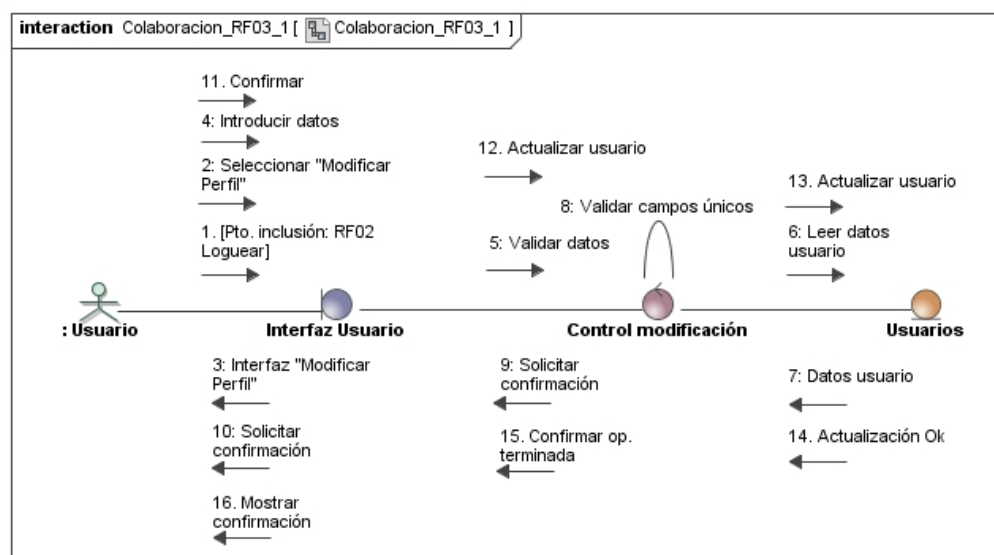 interaction Colaboracion_RF03_1 [ Colaboracion_RF03_1 ]
11. Confirmar
4: Introducir datos
2: Seleccionar "Modificar
Perfil"
1. [Pto. inclusión: RF02
Loguear]
12. Actualizar usuario
8: Validar campos únicos
5: Validar datos
13. Actualizar usuario
6: Leer datos
usuario
: Usuario
Interfaz Usuario
Control modificación
Usuarios
3: Interfaz "Modificar
Perfil"
10: Solicitar
confirmación
16. Mostrar
confirmación
9: Solicitar
confirmación
15. Confirmar op.
terminada
7: Datos usuario
14. Actualización Ok